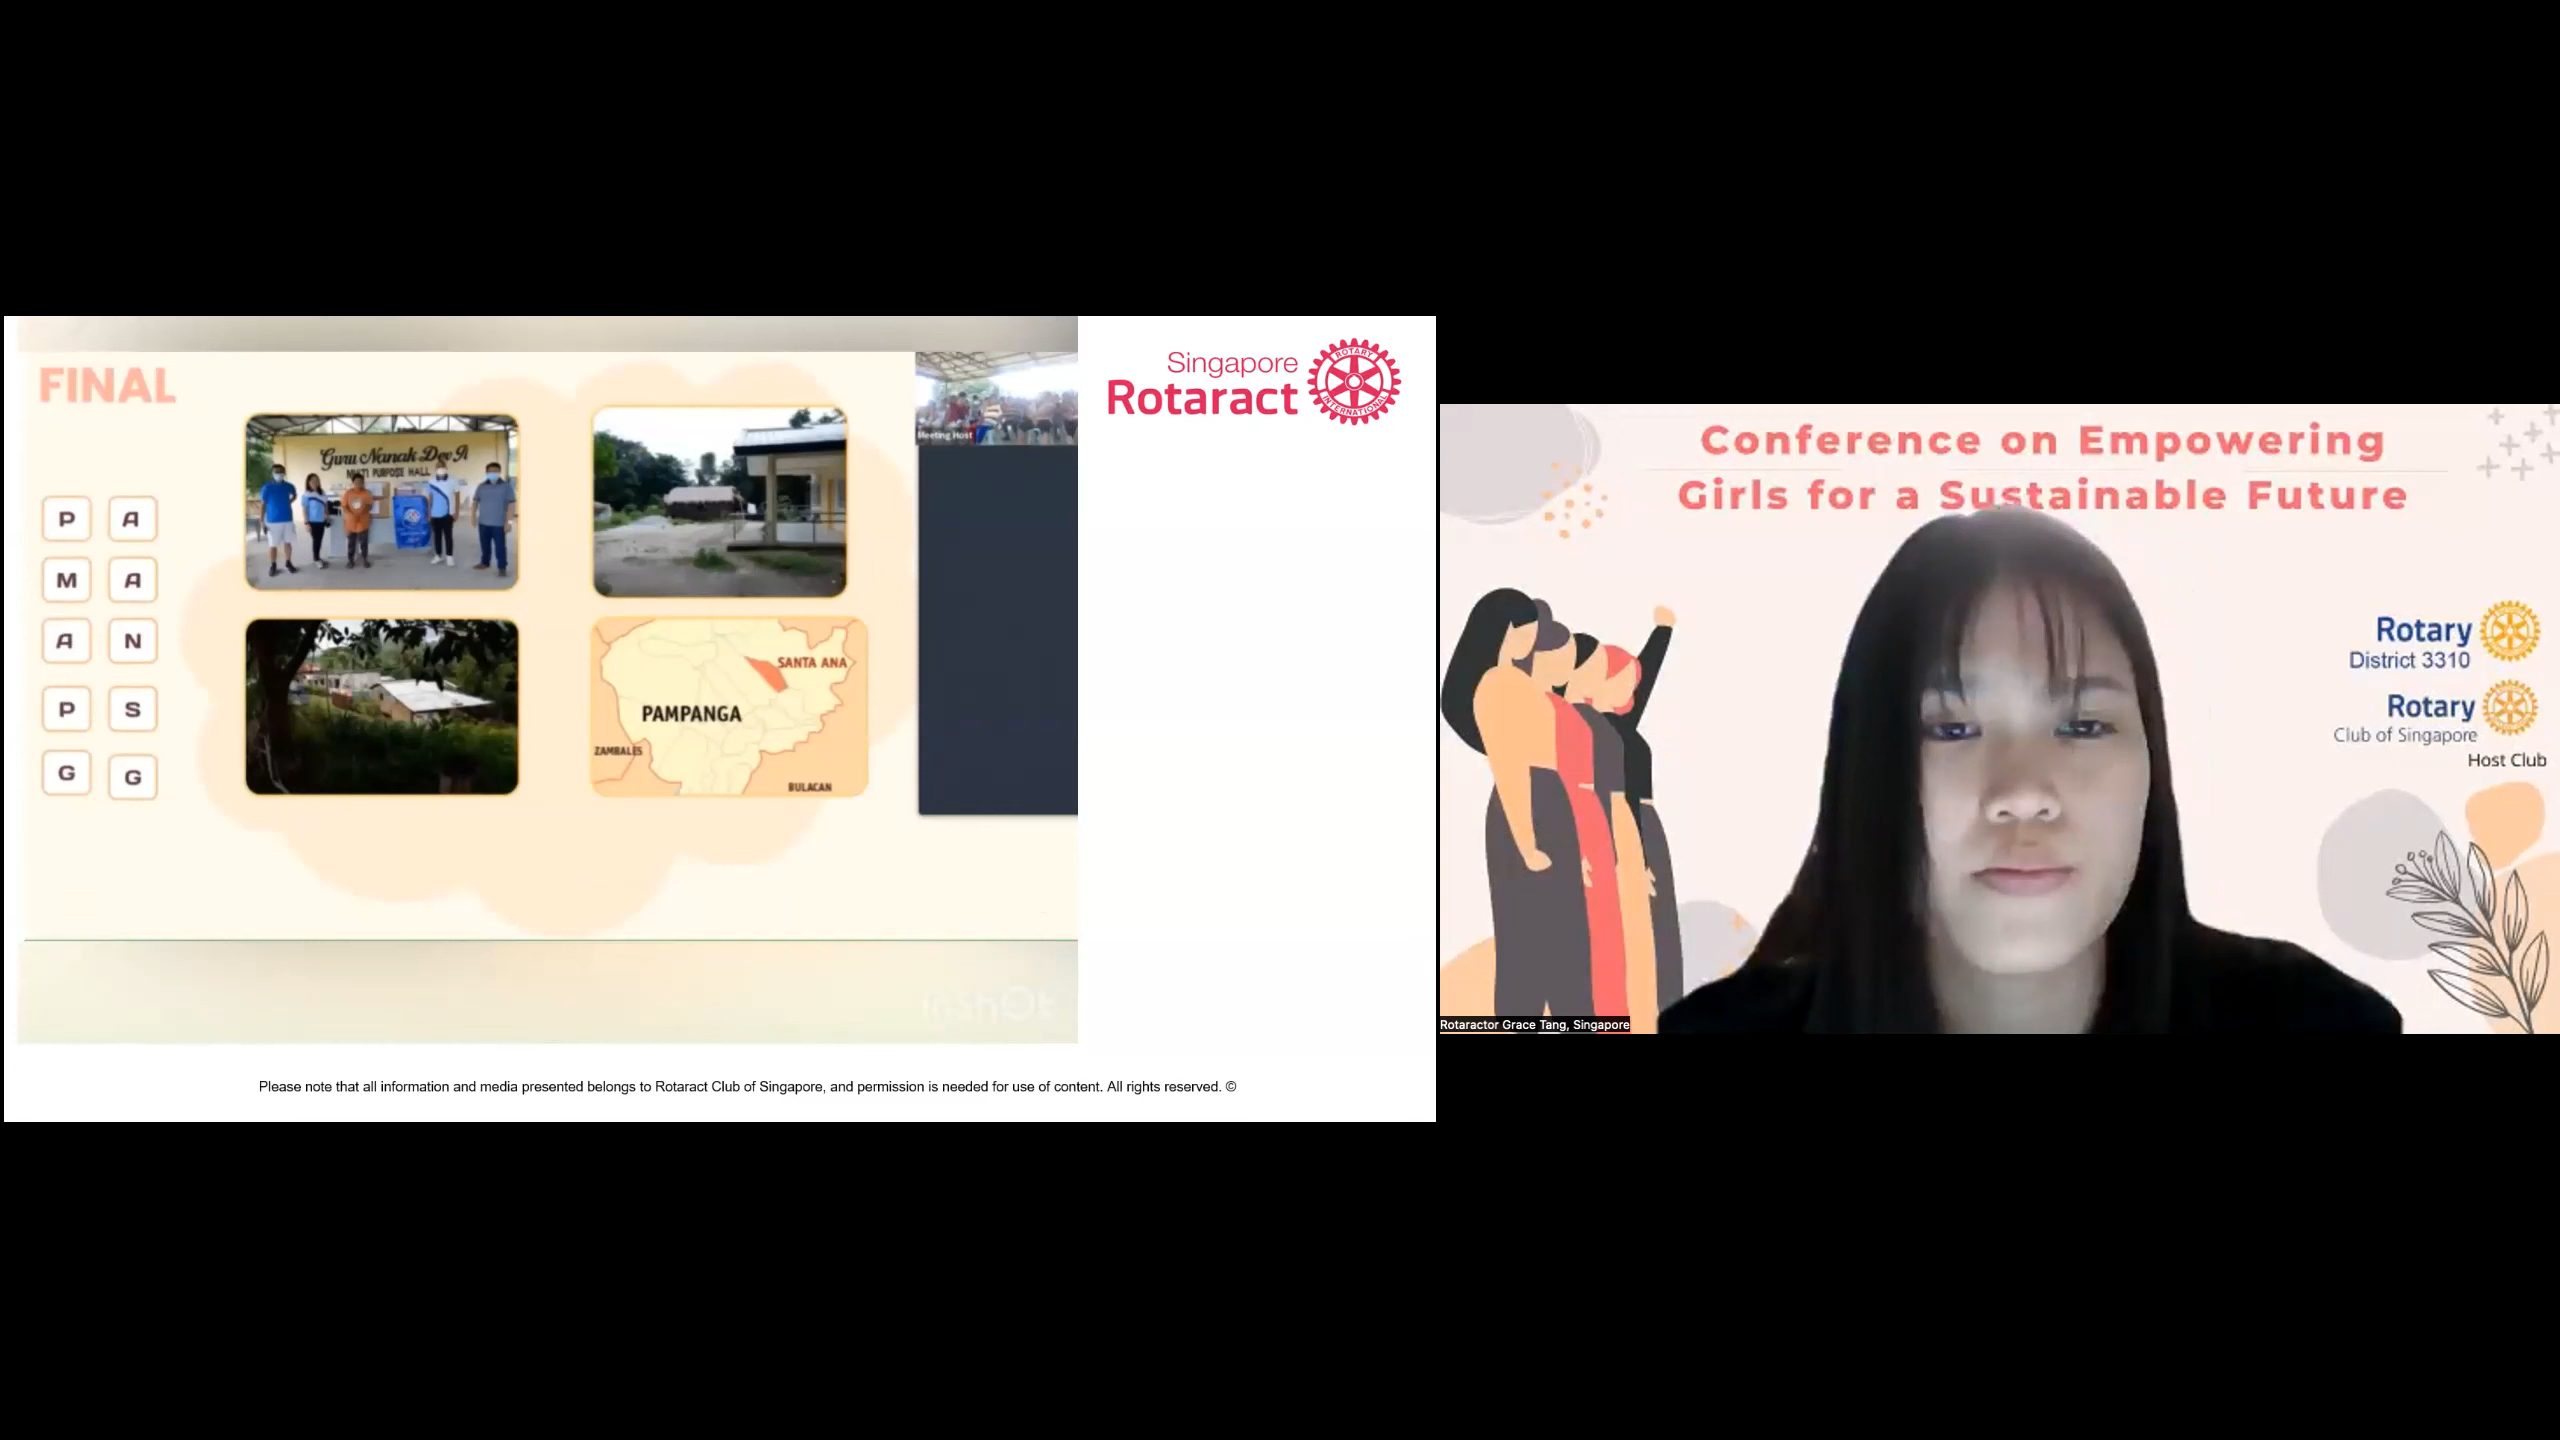 FINAL
Guru Nanak Dev Ji
MULTI PURPOSE HALL
P A
M A
A N
P S
G G
SANTA ANA
PAMPANGA
ZAMBALES
BULACAN
Meeting Host
InShOt
Singapore
Rotaract
ROTARY
INTERNATIONAL
Please note that all information and media presented belongs to Rotaract Club of Singapore, and permission is needed for use of content. All rights reserved. ©
Conference on Empowering
Girls for a Sustainable Future
Rotary
District 3310
Rotary
Club of Singapore
Host Club
Rotaractor Grace Tang, Singapore